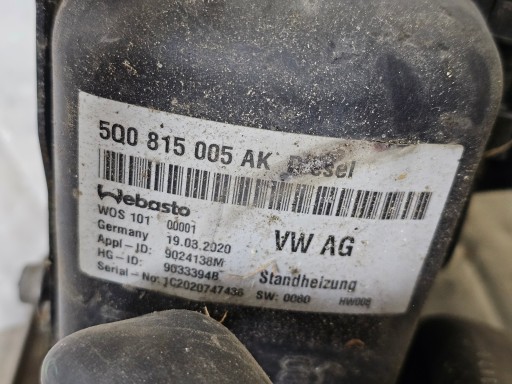 5Q0 815 005 AK Diesel
Webasto
WOS 101 00001
Germany 19.03.2020 VW AG
Appl-ID: 9024138M
HG-ID: 9033394B Standheizung
Serial-No: JC2020747436 SW: 0080 HW008